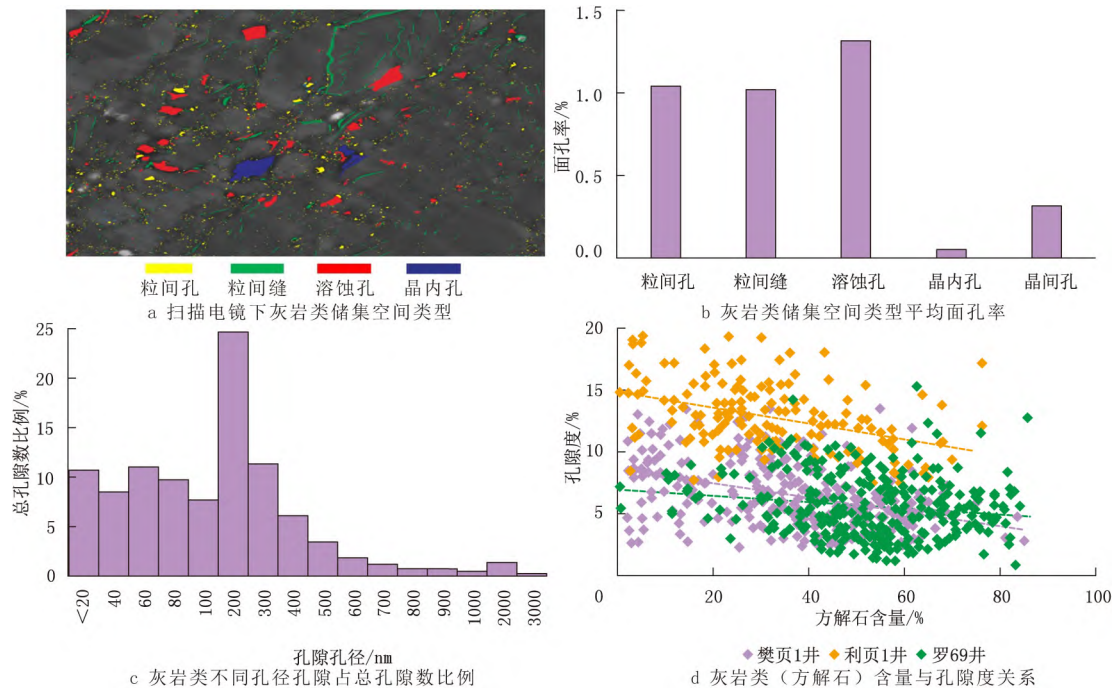 粒间孔 粒间缝 溶蚀孔 晶内孔
a 扫描电镜下灰岩类储集空间类型
1.5
1.0
0.5
0.0
面孔率/%
粒间孔 粒间缝 溶蚀孔 晶内孔 晶间孔
b 灰岩类储集空间类型平均面孔率
25
20
15
10
5
0
总孔隙数比例/%
<20 40 60 80 100 200 300 400 500 600 700 800 900 1000 2000 3000
孔隙孔径/nm
c 灰岩类不同孔径孔隙占总孔隙数比例
20
15
10
5
孔隙度/%
0 20 40 60 80 100
方解石含量/%
樊页1井 利页1井 罗69井
d 灰岩类（方解石）含量与孔隙度关系